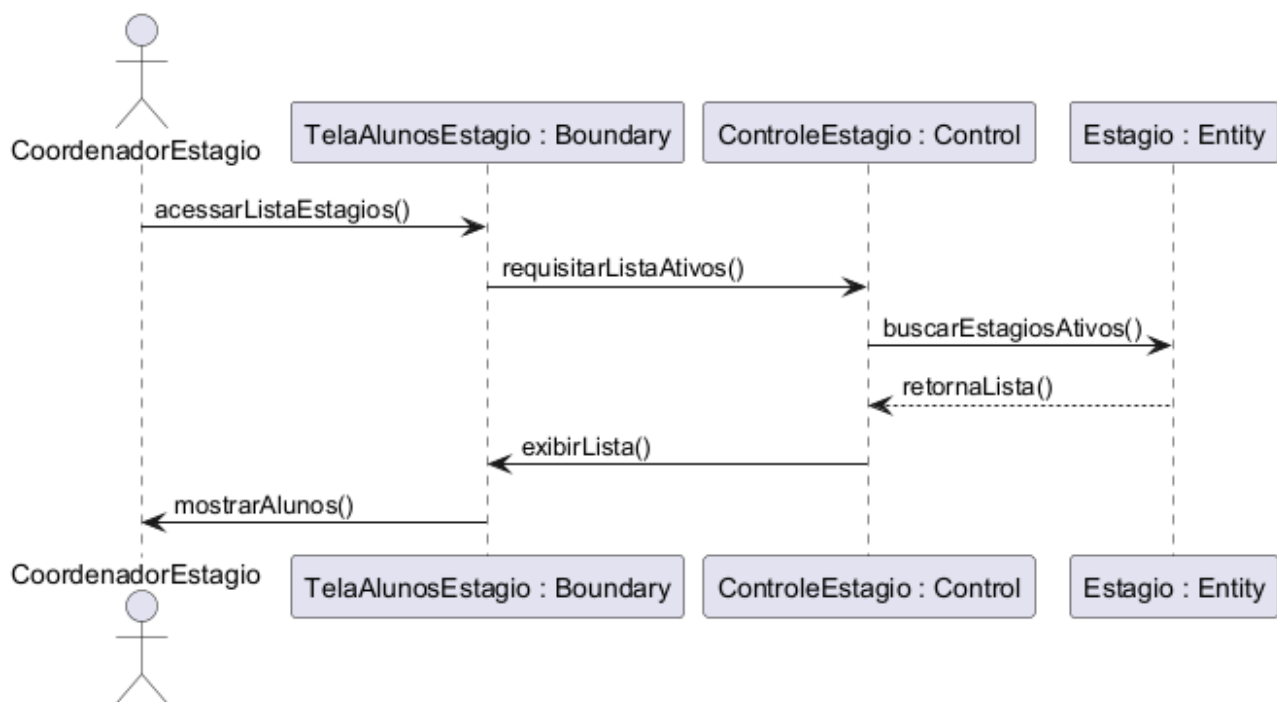 CoordenadorEstagio
TelaAlunosEstagio : Boundary
ControleEstagio : Control
Estagio : Entity
acessarListaEstagios()
requisitarListaAtivos()
buscarEstagiosAtivos()
retornaLista()
exibirLista()
mostrarAlunos()
CoordenadorEstagio
TelaAlunosEstagio : Boundary
ControleEstagio : Control
Estagio : Entity